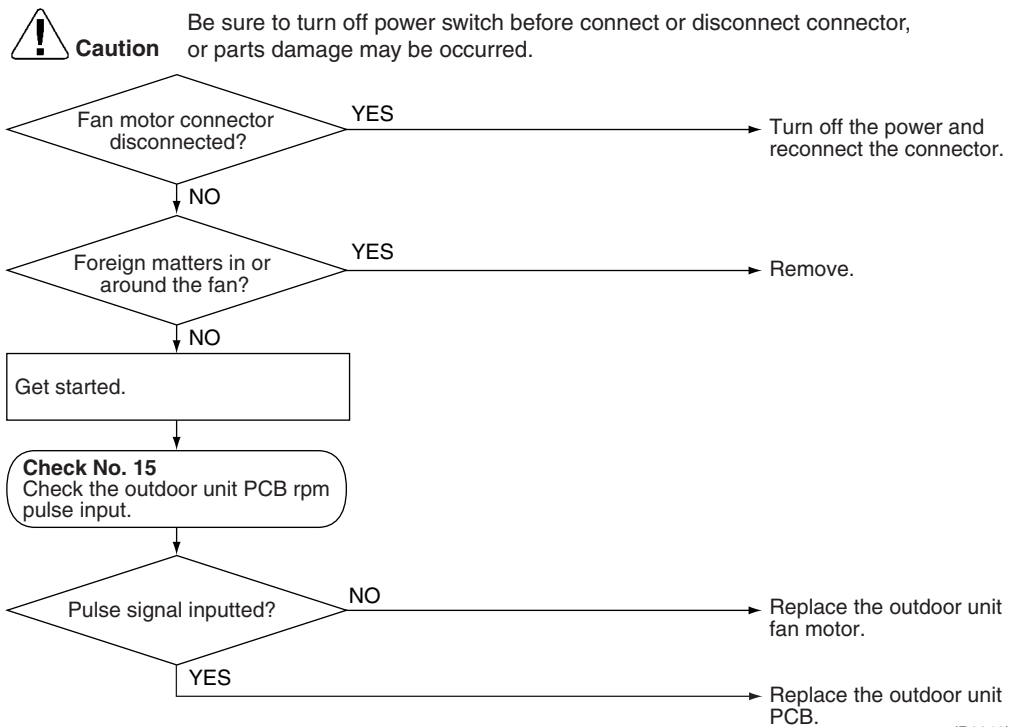 Be sure to turn off power switch before connect or disconnect connector,
Caution or parts damage may be occurred.
Fan motor connector
disconnected?
YES
Turn off the power and
reconnect the connector.
NO
Foreign matters in or
around the fan?
YES
Remove.
NO
Get started.
Check No. 15
Check the outdoor unit PCB rpm
pulse input.
Pulse signal inputted?
NO
Replace the outdoor unit
fan motor.
YES
Replace the outdoor unit
PCB.